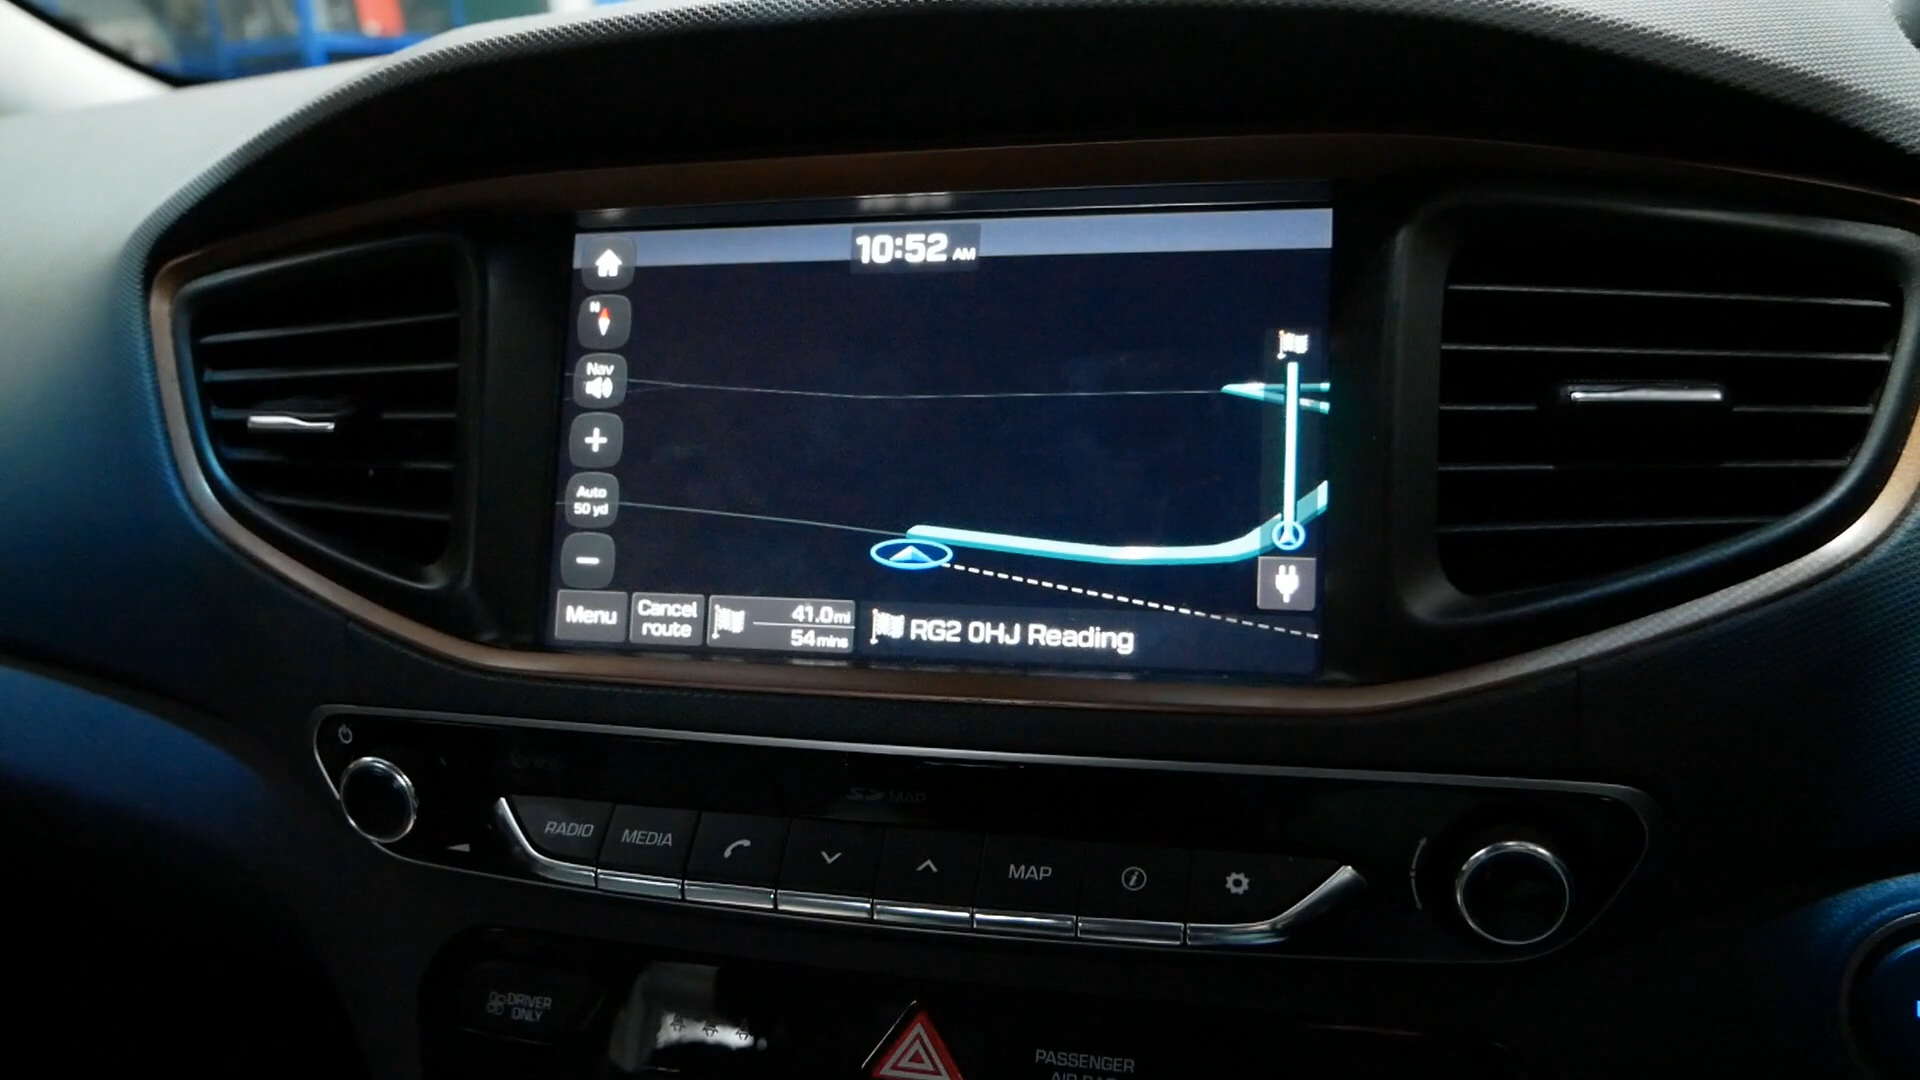 10:52 AM
N
Nav
Auto
50 yd
Menu
Cancel
route
41.0mi
54mins
RG2 0HJ Reading
MAP
RADIO
MEDIA
MAP
DRIVER
ONLY
PASSENGER